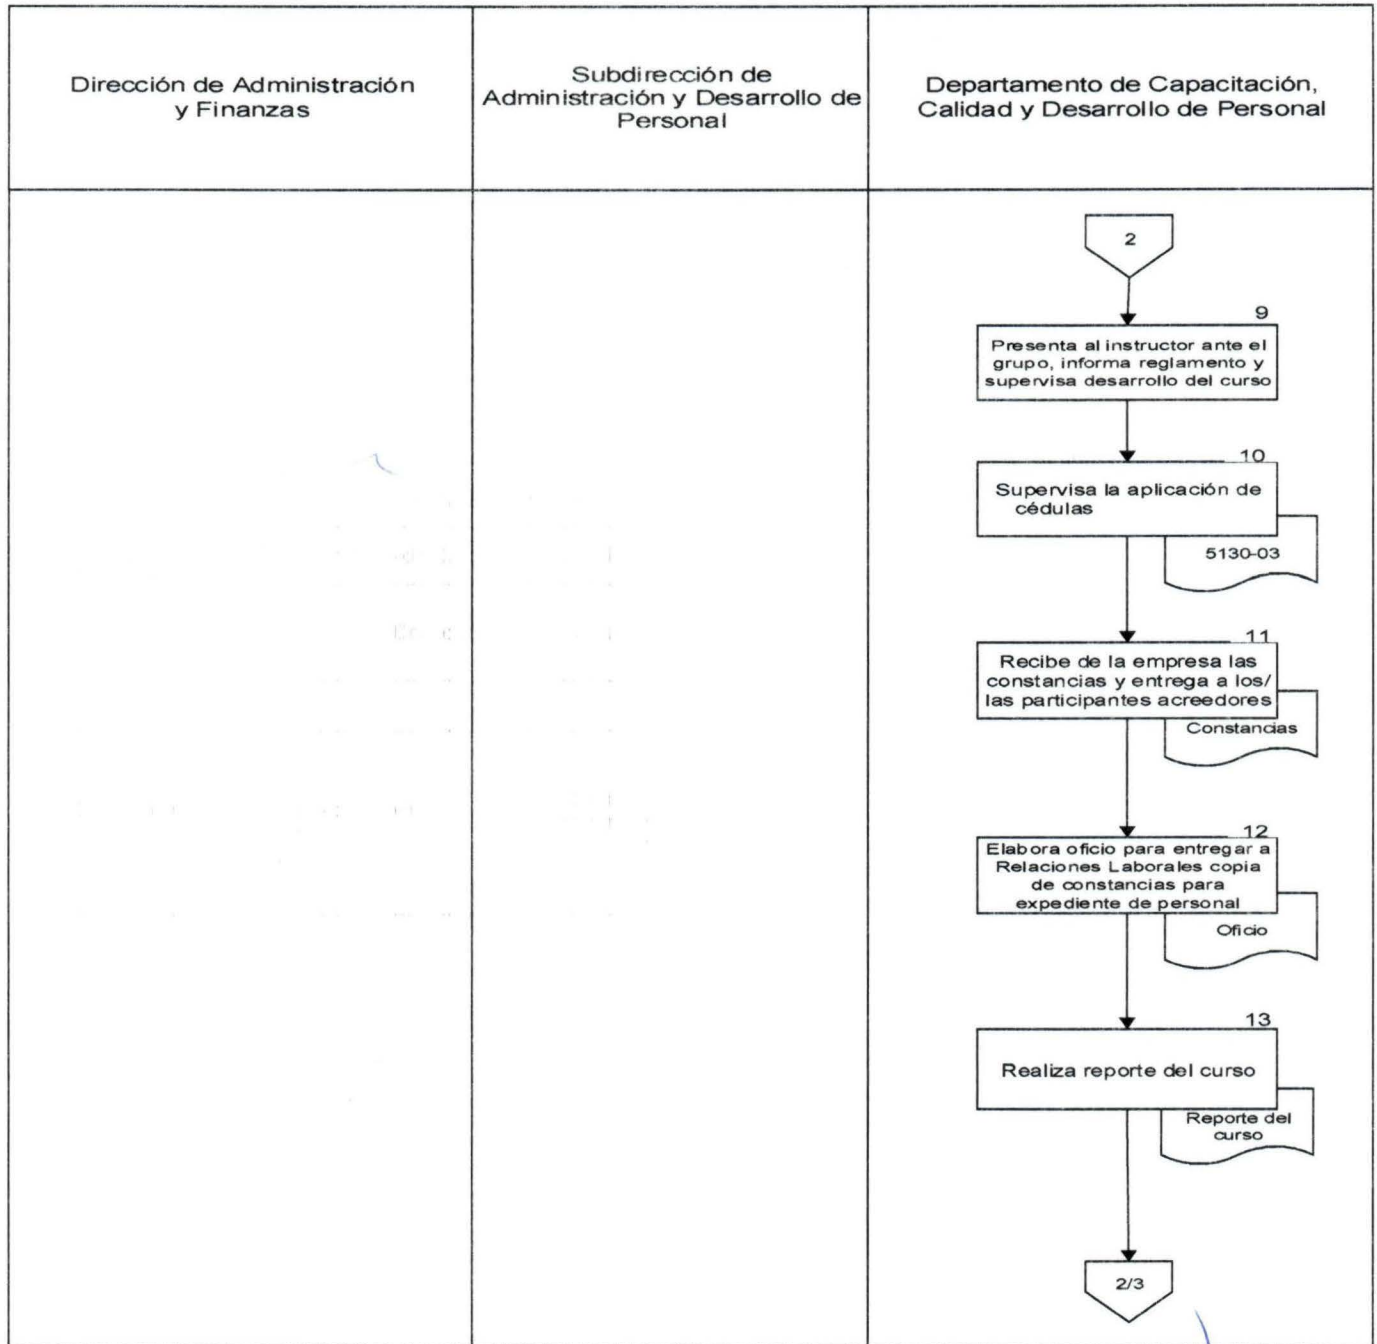 Dirección de Administración
y Finanzas
Subdirección de
Administración y Desarrollo de
Personal
Departamento de Capacitación,
Calidad y Desarrollo de Personal
2
9
Presenta al instructor ante el
grupo, informa reglamento y
supervisa desarrollo del curso
10
Supervisa la aplicación de
cédulas
5130-03
11
Recibe de la empresa las
constancias y entrega a los/
las participantes acreedores
Constancias
12
Elabora oficio para entregar a
Relaciones Laborales copia
de constancias para
expediente de personal
Oficio
13
Realiza reporte del curso
Reporte del
curso
2/3